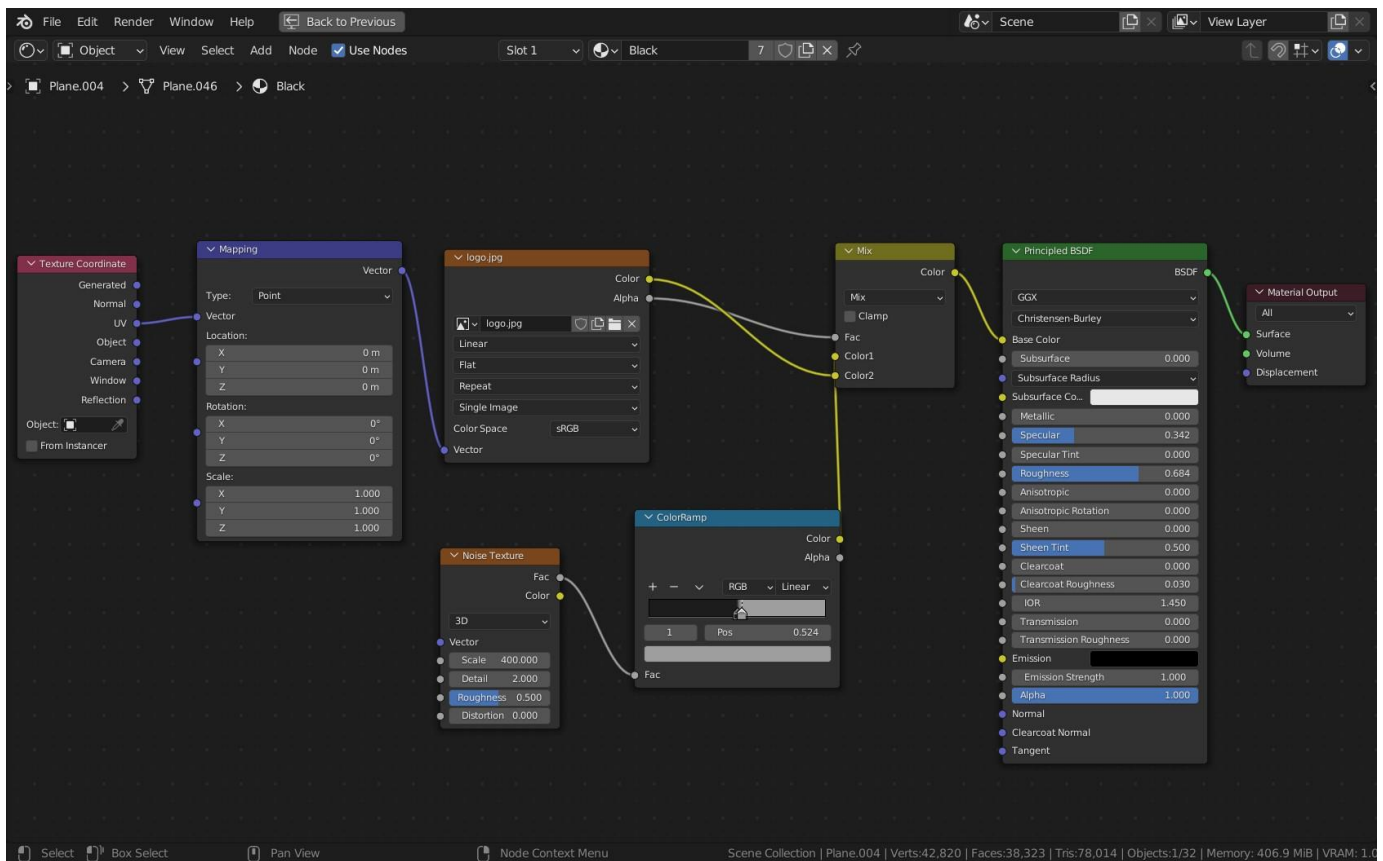 File Edit Render Window Help Back to Previous Scene View Layer
Object View Select Add Node Use Nodes Slot 1 Black 7
Plane.004 > Plane.046 > Black
Texture Coordinate
Generated
Normal
UV
Object
Camera
Window
Reflection
Object:
From Instancer
Mapping
Vector
Type: Point
Vector
Location:
X 0 m
Y 0 m
Z 0 m
Rotation:
X 0°
Y 0°
Z 0°
Scale:
X 1.000
Y 1.000
Z 1.000
logo.jpg
Color
Alpha
logo.jpg
Linear
Flat
Repeat
Single Image
Color Space sRGB
Vector
Noise Texture
Fac
Color
3D
Vector
Scale 400.000
Detail 2.000
Roughness 0.500
Distortion 0.000
ColorRamp
Color
Alpha
+ − RGB Linear
1 Pos 0.524
Fac
Mix
Color
Mix
Clamp
Fac
Color1
Color2
Principled BSDF
BSDF
GGX
Christensen-Burley
Base Color
Subsurface 0.000
Subsurface Radius
Subsurface Co...
Metallic 0.000
Specular 0.342
Specular Tint 0.000
Roughness 0.684
Anisotropic 0.000
Anisotropic Rotation 0.000
Sheen 0.000
Sheen Tint 0.500
Clearcoat 0.000
Clearcoat Roughness 0.030
IOR 1.450
Transmission 0.000
Transmission Roughness 0.000
Emission
Emission Strength 1.000
Alpha 1.000
Normal
Clearcoat Normal
Tangent
Material Output
All
Surface
Volume
Displacement
Select Box Select Pan View Node Context Menu Scene Collection | Plane.004 | Verts:42,820 | Faces:38,323 | Tris:78,014 | Objects:1/32 | Memory: 406.9 MiB | VRAM: 1.0